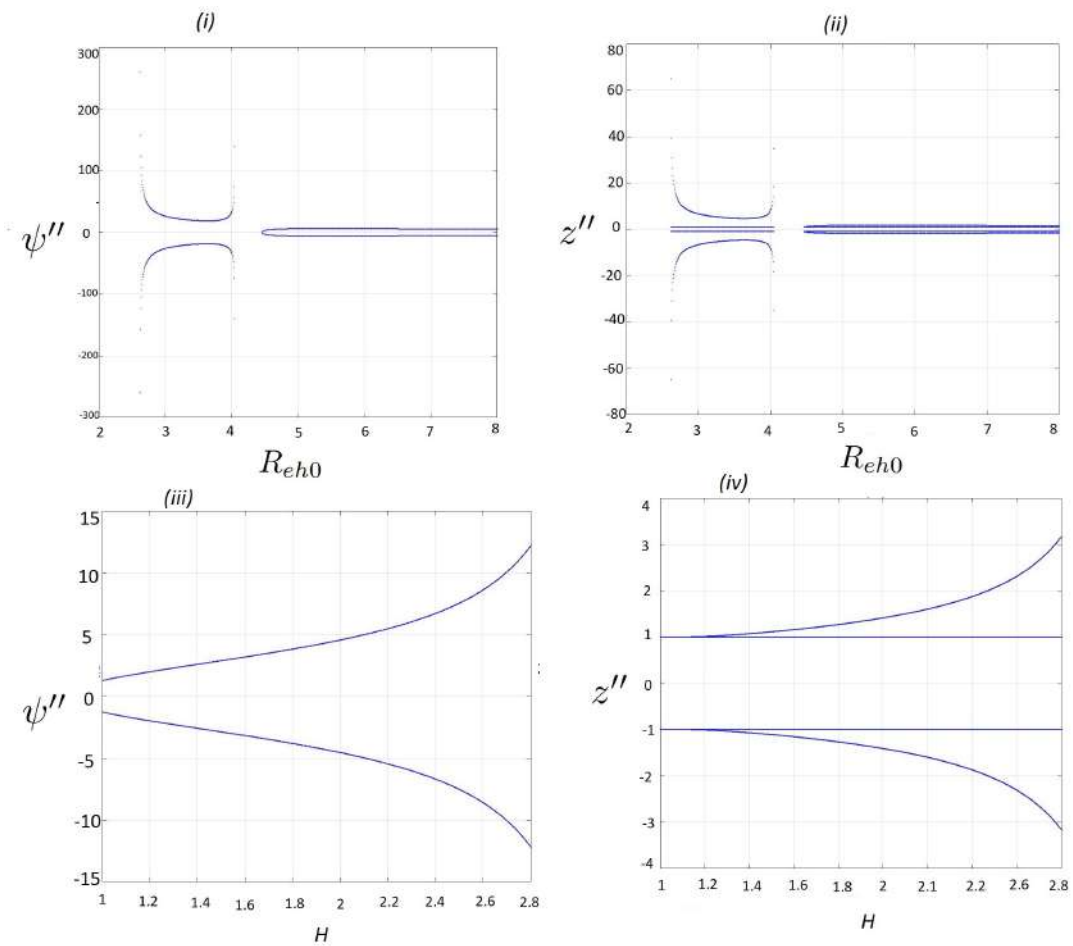 (i)
300
200
100
0
-100
-200
-300
2 3 4 5 6 7 8
ψ′′
R_{eh0}
(ii)
80
60
40
20
0
-20
-40
-60
-80
2 3 4 5 6 7 8
z′′
R_{eh0}
(iii)
15
10
5
0
-5
-10
-15
1 1.2 1.4 1.6 1.8 2 2.2 2.4 2.6 2.8
ψ′′
H
(iv)
4
3
2
1
0
-1
-2
-3
-4
1 1.2 1.4 1.6 1.8 2 2.1 2.2 2.6 2.8
z′′
H